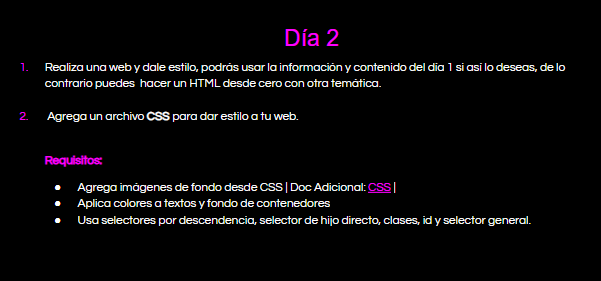 Día 2
1. Realiza una web y dale estilo, podrás usar la información y contenido del día 1 si así lo deseas, de lo
contrario puedes hacer un HTML desde cero con otra temática.
2. Agrega un archivo CSS para dar estilo a tu web.
Requisitos:
● Agrega imágenes de fondo desde CSS | Doc Adicional: CSS |
● Aplica colores a textos y fondo de contenedores
● Usa selectores por descendencia, selector de hijo directo, clases, id y selector general.